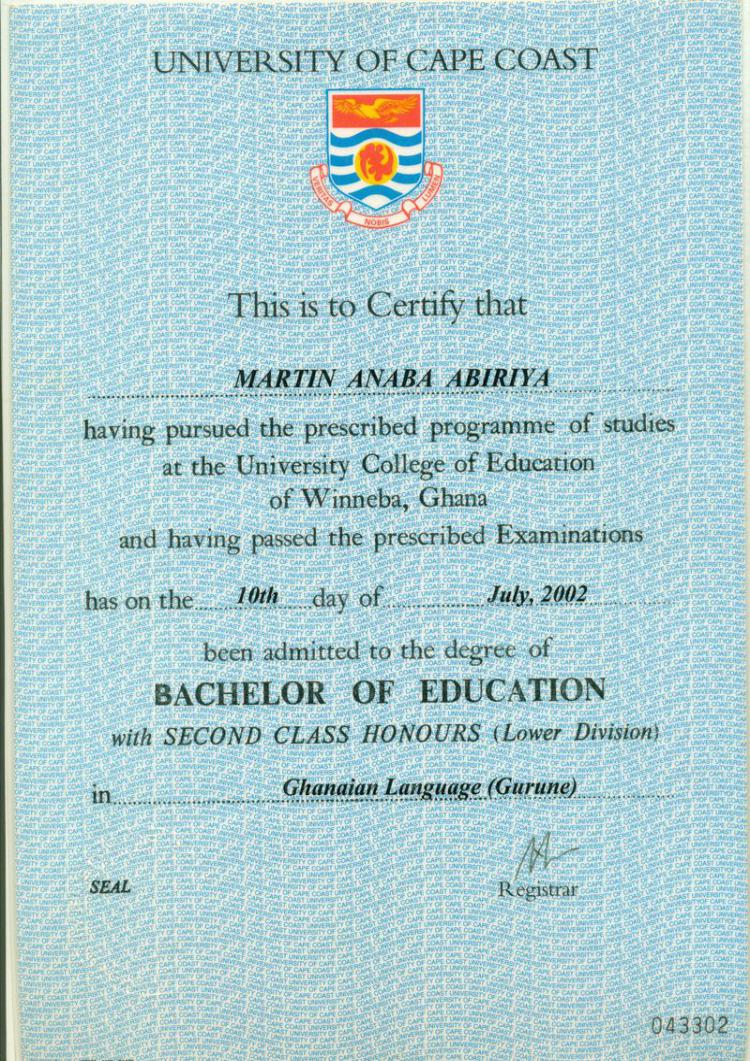 UNIVERSITY OF CAPE COAST
VERITAS
NOBIS
LUMEN
This is to Certify that
MARTIN ANABA ABIRIYA
having pursued the prescribed programme of studies
at the University College of Education
of Winneba, Ghana
and having passed the prescribed Examinations
has on the 10th day of July, 2002
been admitted to the degree of
BACHELOR OF EDUCATION
with SECOND CLASS HONOURS (Lower Division)
in Ghanaian Language (Gurune)
SEAL
Registrar
043302